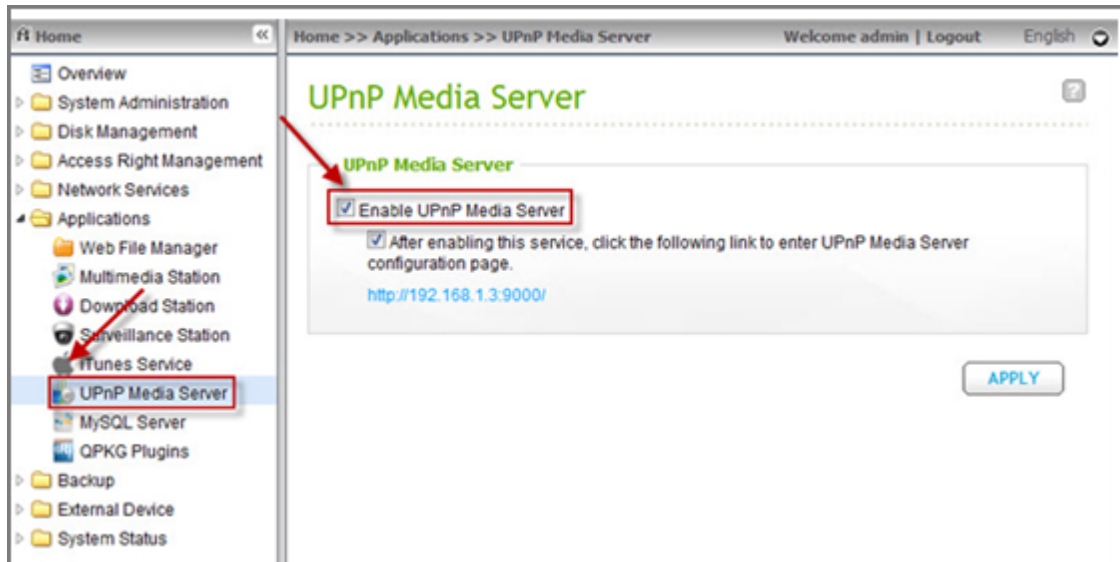 Home
Home >> Applications >> UPnP Media Server
Welcome admin | Logout
English
Overview
System Administration
Disk Management
Access Right Management
Network Services
Applications
Web File Manager
Multimedia Station
Download Station
Surveillance Station
iTunes Service
UPnP Media Server
MySQL Server
QPKG Plugins
Backup
External Device
System Status
UPnP Media Server
UPnP Media Server
Enable UPnP Media Server
After enabling this service, click the following link to enter UPnP Media Server
configuration page.
http://192.168.1.3:9000/
APPLY